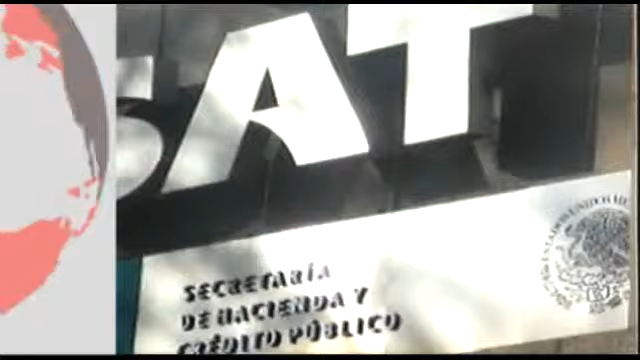 SAT
SECRETARÍA
DE HACIENDA Y
CRÉDITO PÚBLICO